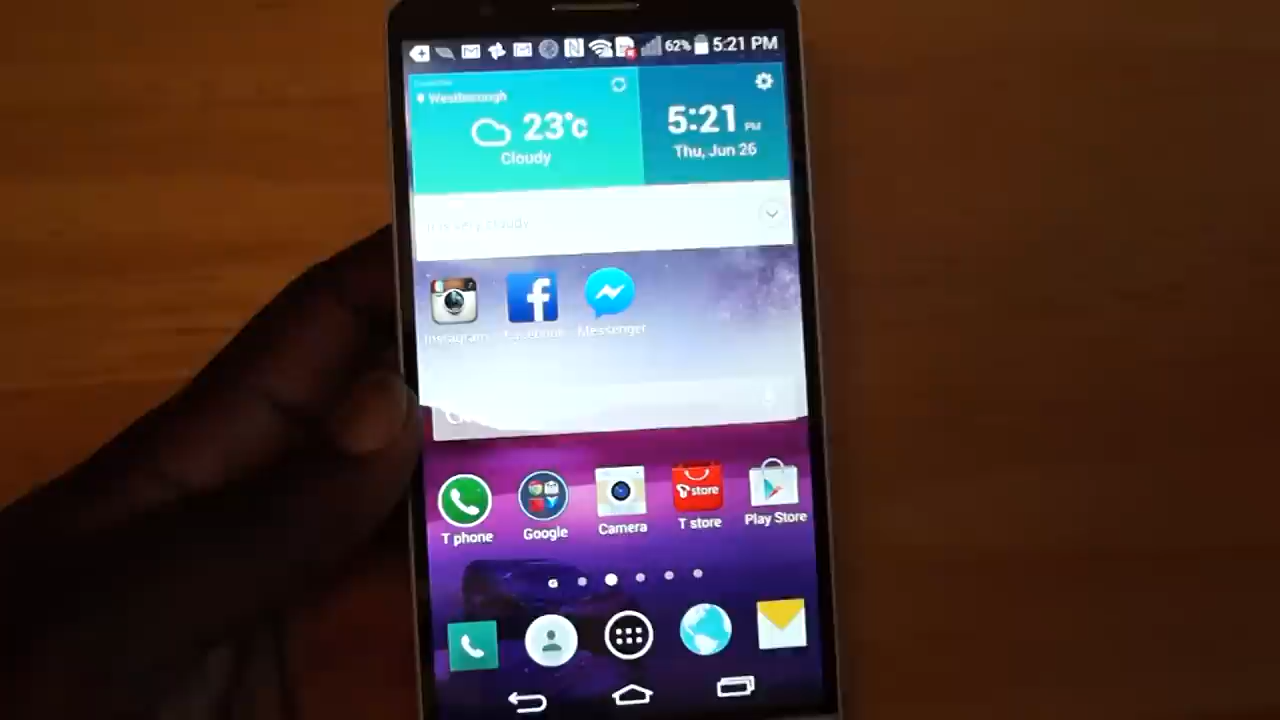 62% 5:21 PM
Westborough
23°c
Cloudy
5:21 PM
Thu, Jun 26
Instagram
Facebook
Messenger
T store
T phone
Google
Camera
T store
Play Store